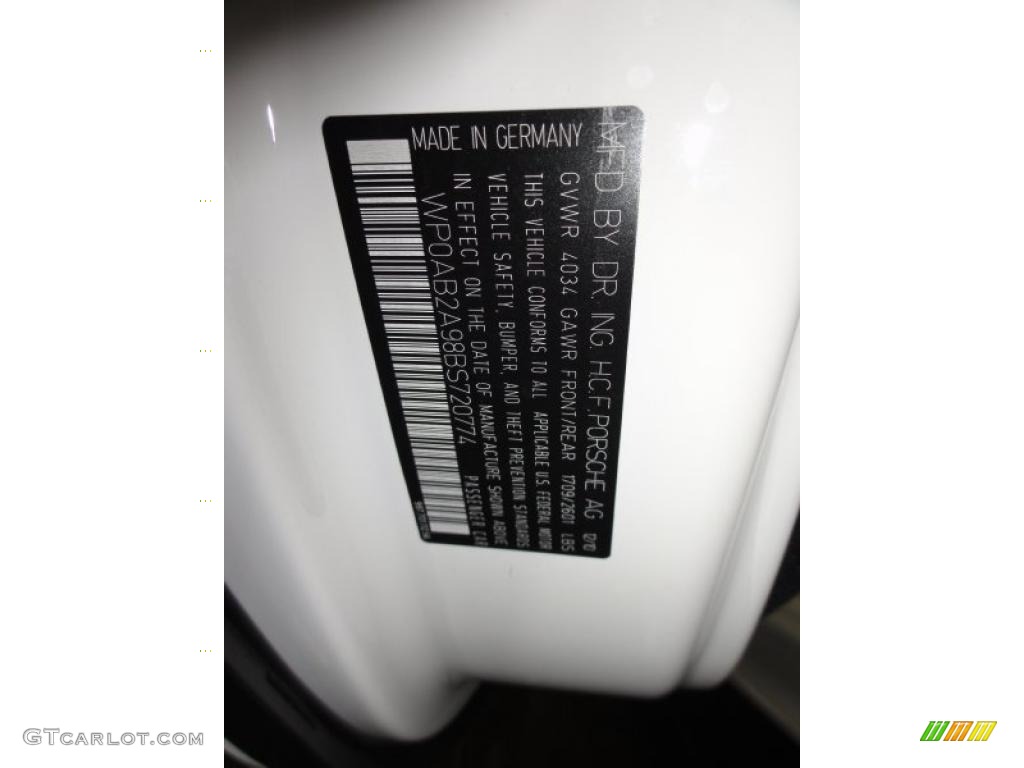 MFD BY DR. ING. H.C.F. PORSCHE AG 12/10
GVWR 4034 GAWR FRONT/REAR 1709/2601 LBS
THIS VEHICLE CONFORMS TO ALL APPLICABLE U.S. FEDERAL MOTOR
VEHICLE SAFETY, BUMPER, AND THEFT PREVENTION STANDARDS
IN EFFECT ON THE DATE OF MANUFACTURE SHOWN ABOVE
MADE IN GERMANY
WP0AB2A98BS720774 PASSENGER CAR
GTCARLOT.COM